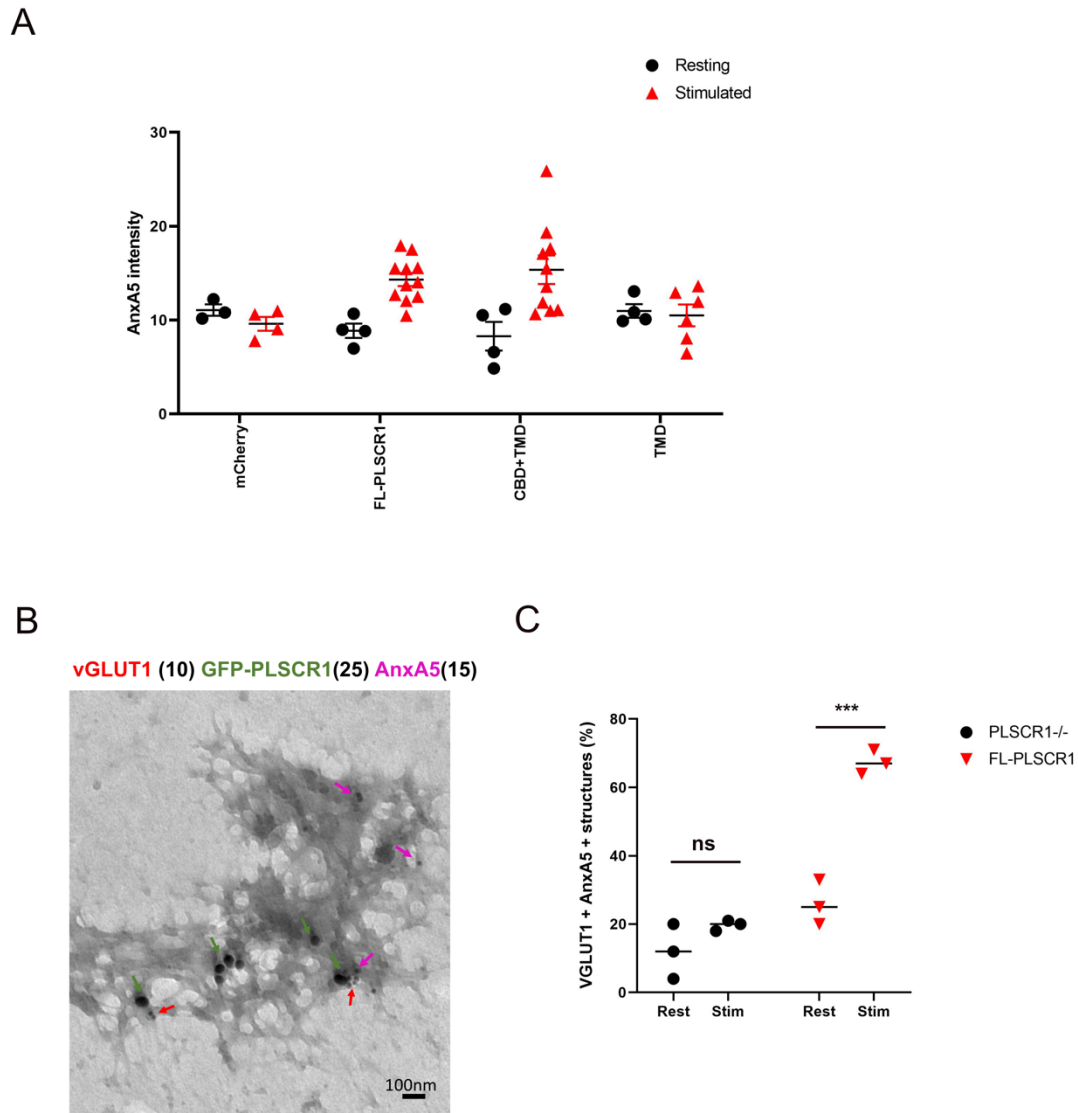 A
Resting
Stimulated
AnxA5 intensity
30
20
10
0
mCherry
FL-PLSCR1
CBD+TMD
TMD
B
vGLUT1 (10) GFP-PLSCR1(25) AnxA5(15)
100nm
C
VGLUT1 + AnxA5 + structures (%)
80
60
40
20
0
ns
***
Rest Stim Rest Stim
PLSCR1-/-
FL-PLSCR1